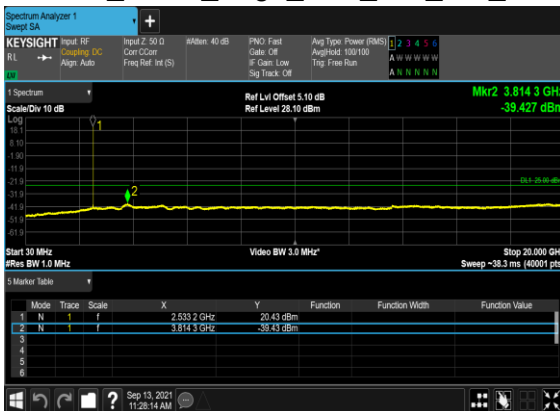 Spectrum Analyzer 1
Swept SA
KEYSIGHT Input: RF Input Z: 50 Ω #Atten: 40 dB PNO: Fast Avg Type: Power (RMS) 1 2 3 4 5 6
RL Coupling: DC Corr CCorr Gate: Off Avg|Hold: 100/100 A W W W W W
Align: Auto Freq Ref: Int (S) IF Gain: Low Trig: Free Run
Sig Track: Off A N N N N N
LV
1 Spectrum Ref Lvl Offset 5.10 dB Mkr2 3.814 3 GHz
Scale/Div 10 dB Ref Level 28.10 dBm -39.427 dBm
Log
18.1
8.10
-1.90
-11.9
-21.9
-31.9
-41.9
-51.9
-61.9
1
2
DL1 -25.00 dBm
Start 30 MHz Video BW 3.0 MHz* Stop 20.000 GHz
#Res BW 1.0 MHz Sweep ~38.3 ms (40001 pts)
5 Marker Table
Mode Trace Scale X Y Function Function Width Function Value
1 N 1 f 2.533 2 GHz 20.43 dBm
2 N 1 f 3.814 3 GHz -39.43 dBm
3
4
5
6
? Sep 13, 2021
11:28:14 AM